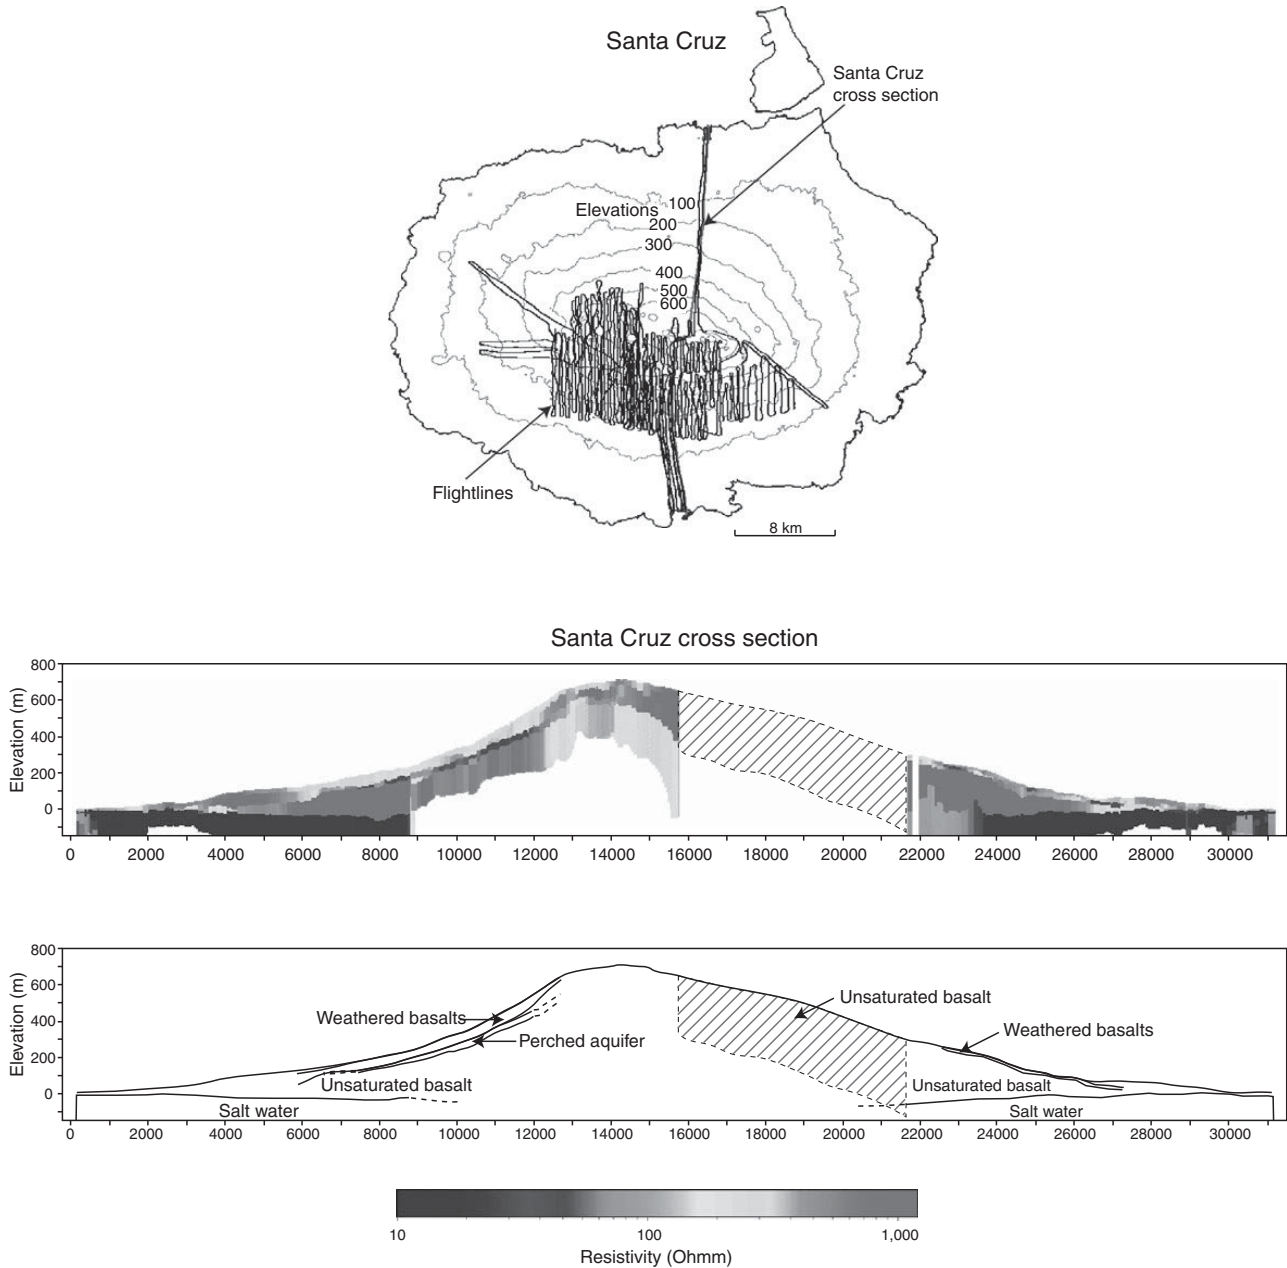 Santa Cruz
Santa Cruz
cross section
Elevations
100
200
300
400
500
600
Flightlines
8 km
Santa Cruz cross section
Elevation (m)
800
600
400
200
0
0 2000 4000 6000 8000 10000 12000 14000 16000 18000 20000 22000 24000 26000 28000 30000
Elevation (m)
800
600
400
200
0
Unsaturated basalt
Weathered basalts
Weathered basalts
Perched aquifer
Unsaturated basalt
Unsaturated basalt
Salt water
Salt water
0 2000 4000 6000 8000 10000 12000 14000 16000 18000 20000 22000 24000 26000 28000 30000
10 100 1,000
Resistivity (Ohmm)